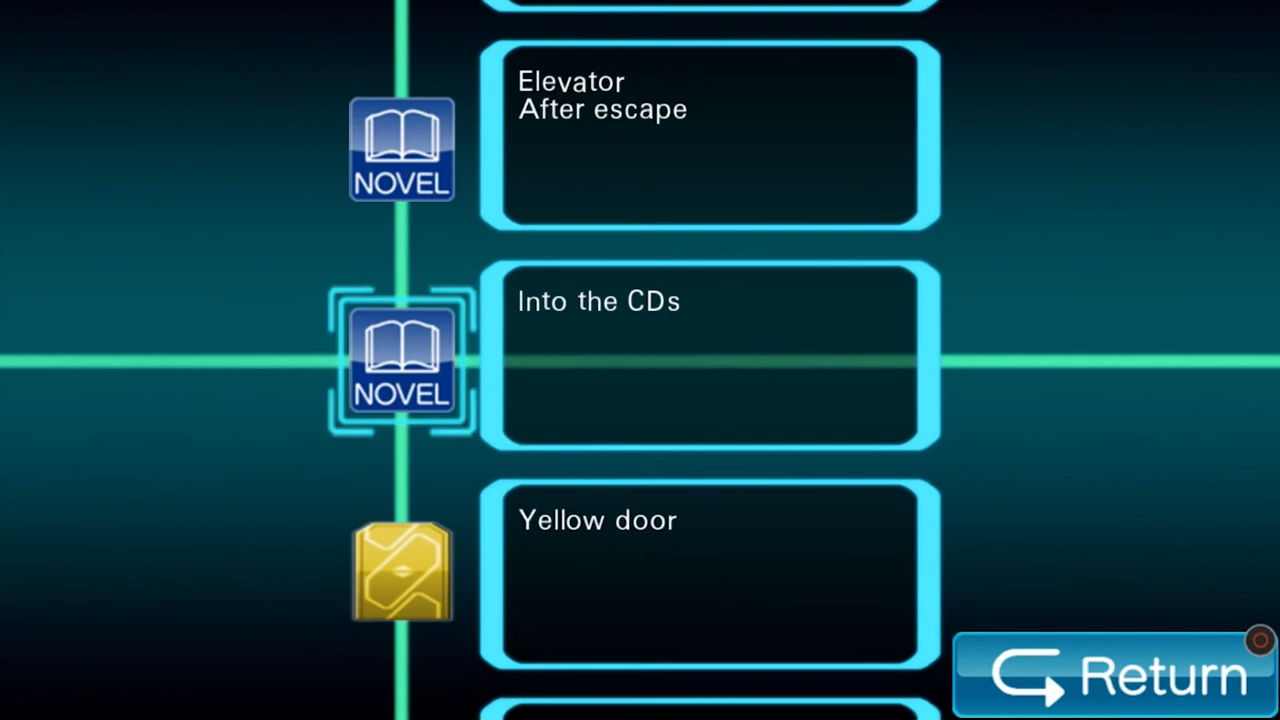 Elevator
After escape
NOVEL
Into the CDs
NOVEL
Yellow door
Return